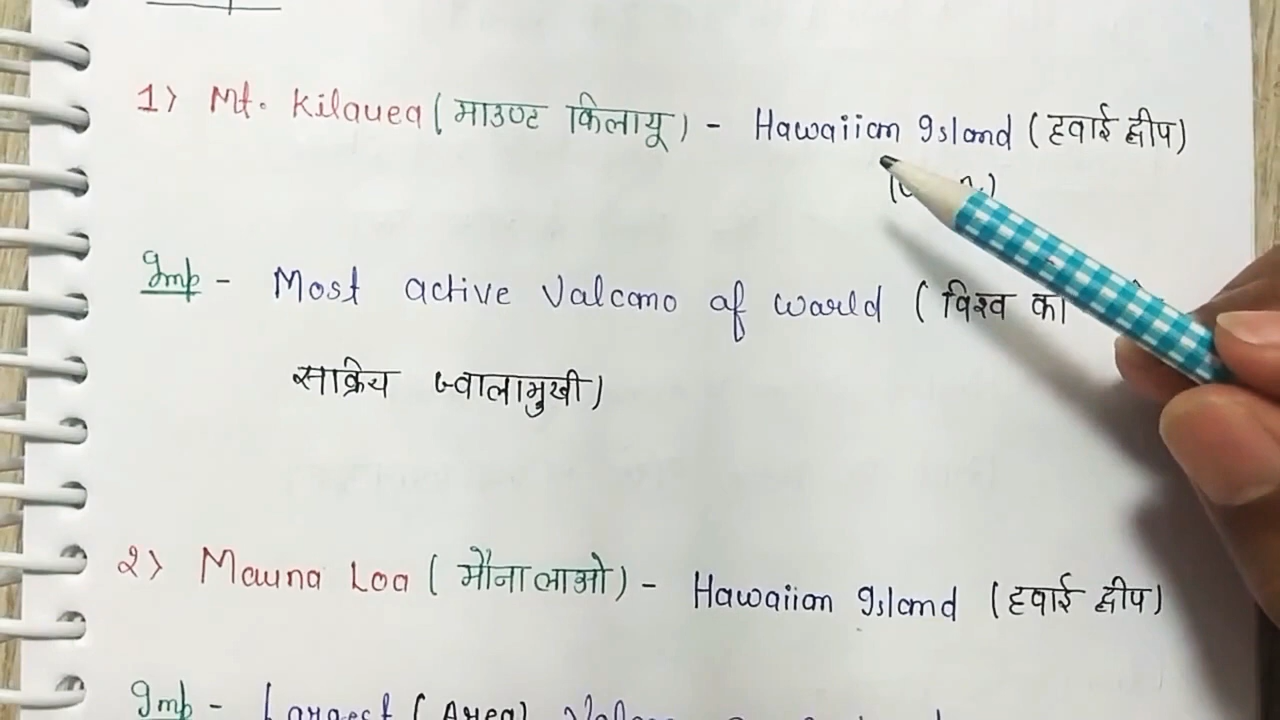 1) Mt. Kilauea (माउण्ट किलायू) - Hawaiian Island (हवाई द्वीप)
Imp - Most active Valcano of world (विश्व का
सक्रिय ज्वालामुखी)
2) Mauna Loa (मौना लाओ) - Hawaiian Island (हवाई द्वीप)
Imp - Largest (Area)